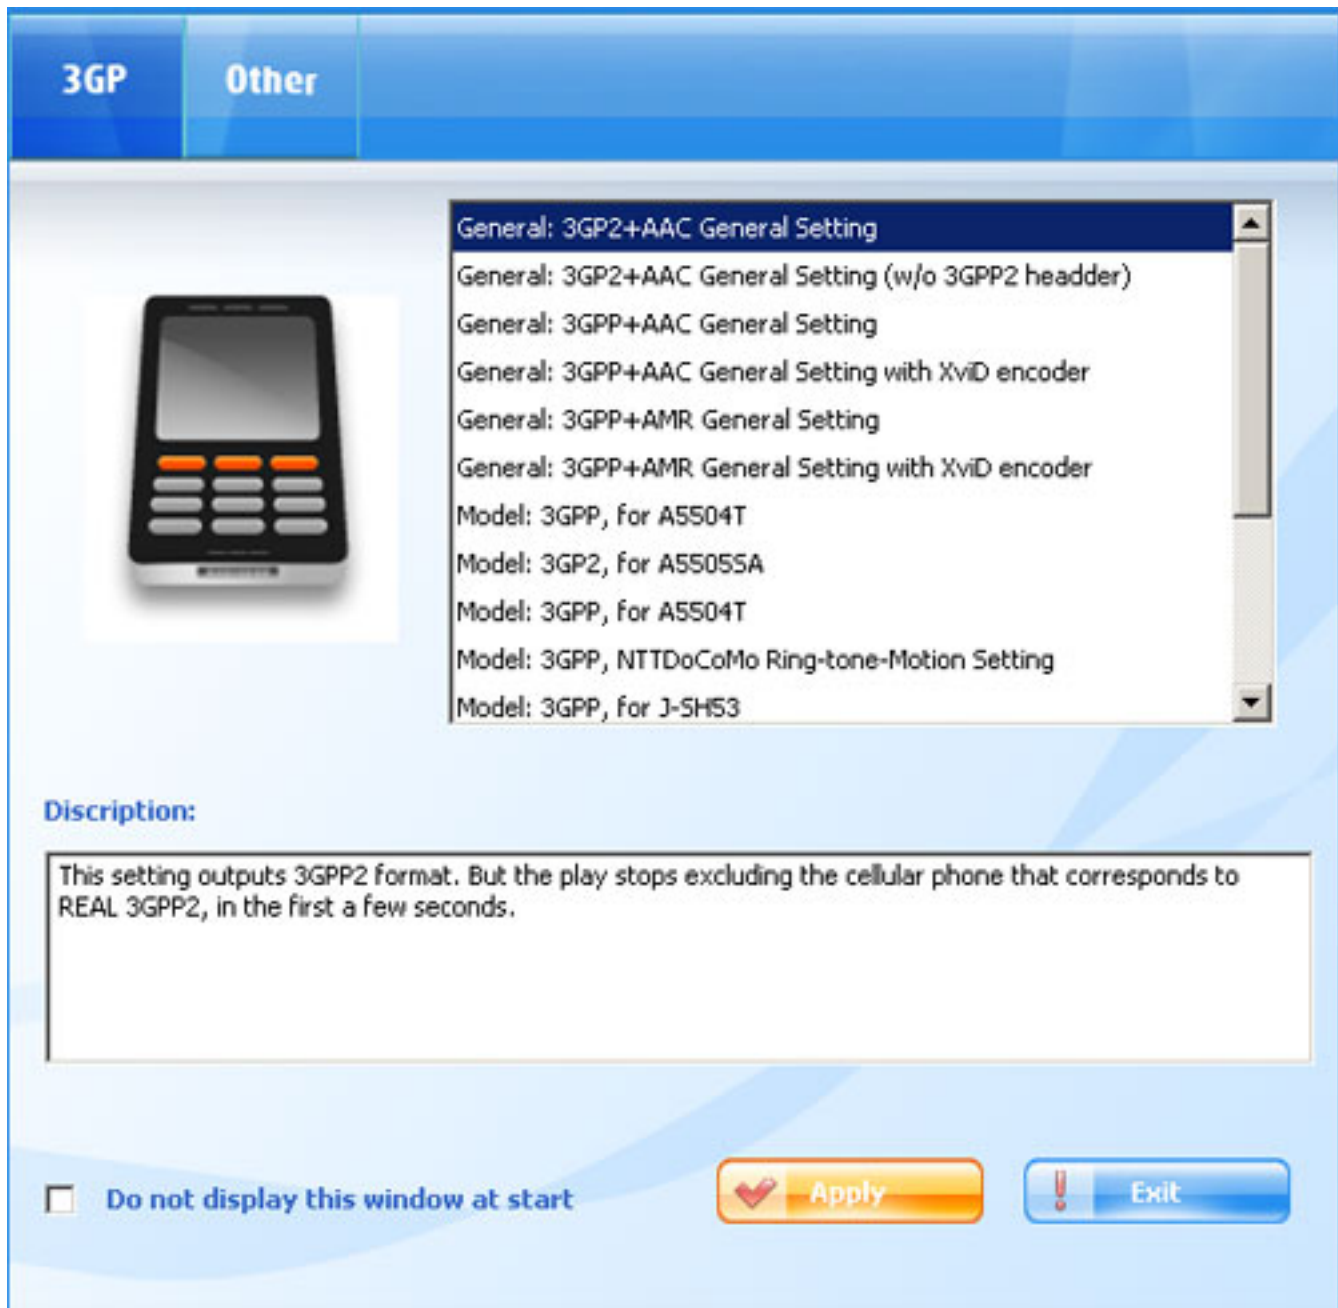 3GP
Other
General: 3GP2+AAC General Setting
General: 3GP2+AAC General Setting (w/o 3GPP2 headder)
General: 3GPP+AAC General Setting
General: 3GPP+AAC General Setting with XviD encoder
General: 3GPP+AMR General Setting
General: 3GPP+AMR General Setting with XviD encoder
Model: 3GPP, for A5504T
Model: 3GP2, for A5505SA
Model: 3GPP, for A5504T
Model: 3GPP, NTTDoCoMo Ring-tone-Motion Setting
Model: 3GPP, for J-SH53
Discription:
This setting outputs 3GPP2 format. But the play stops excluding the cellular phone that corresponds to
REAL 3GPP2, in the first a few seconds.
Do not display this window at start
Apply
Exit